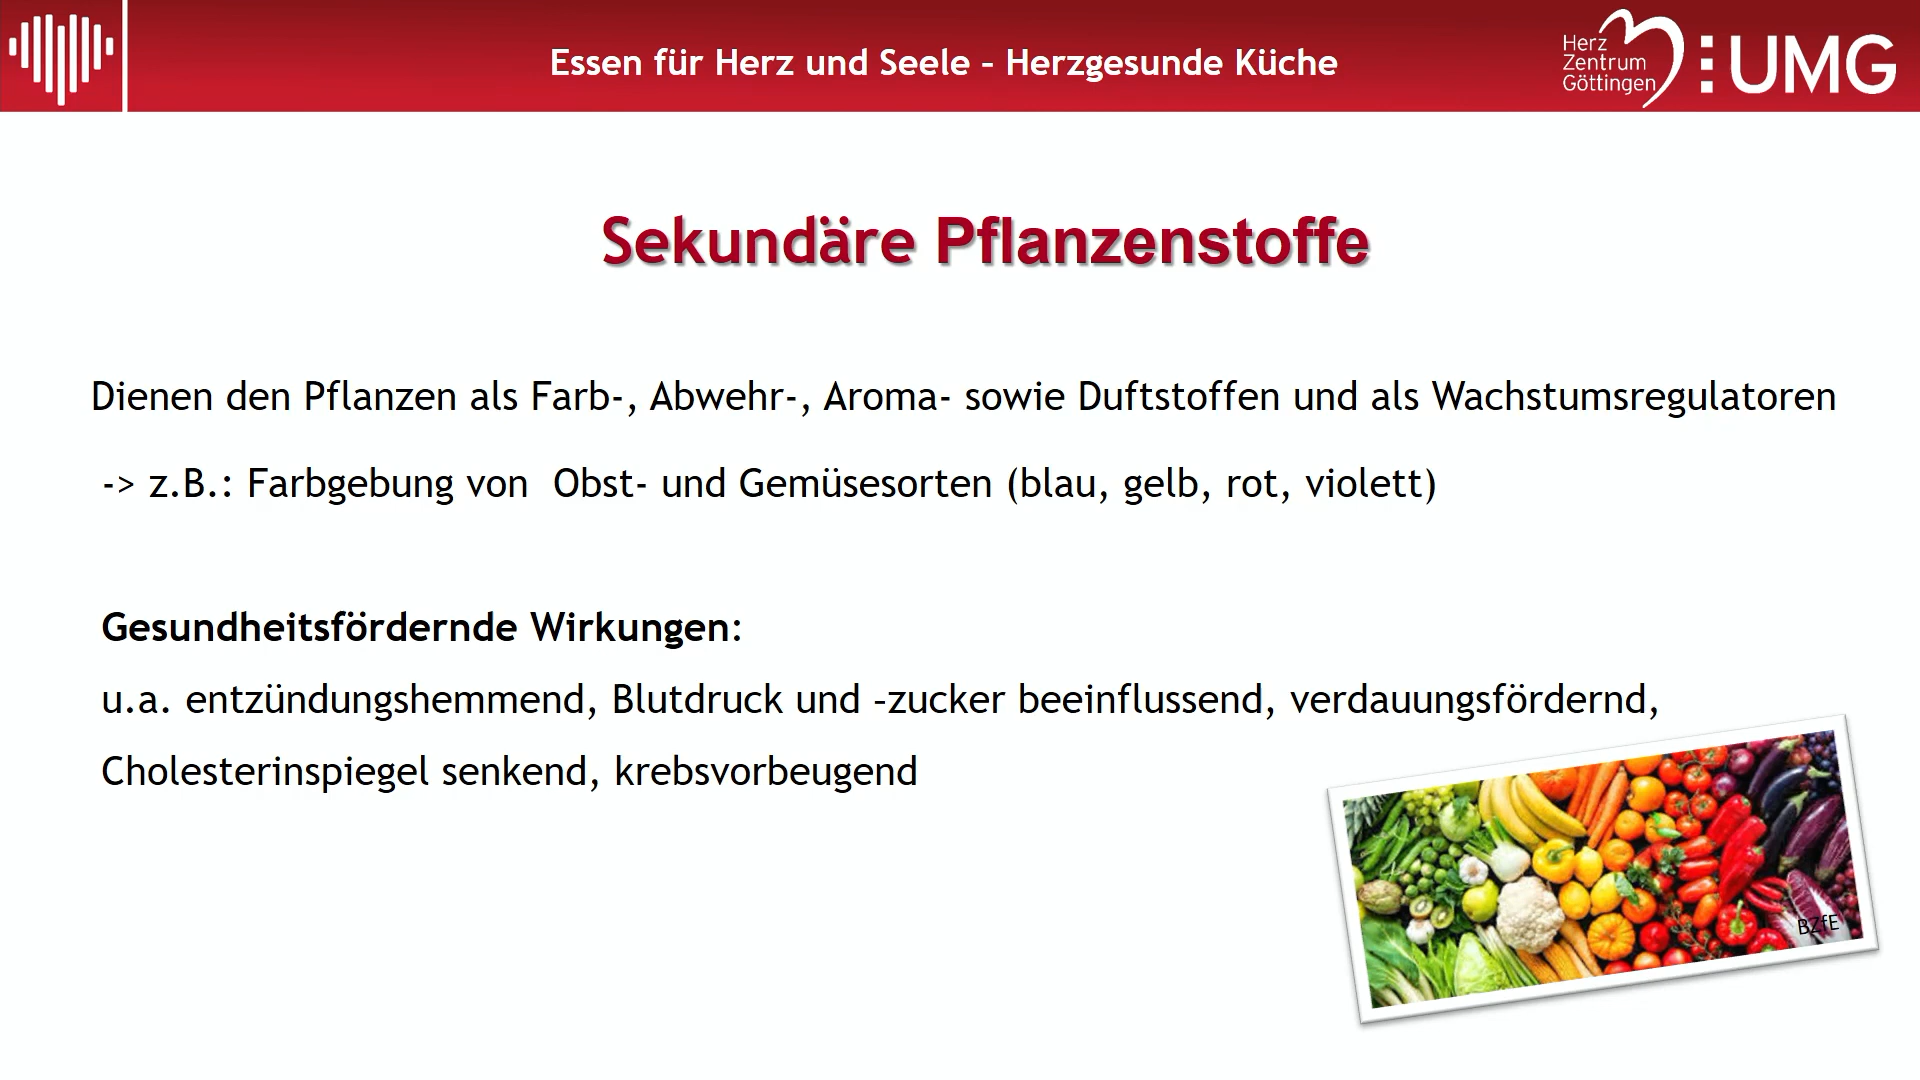 Essen für Herz und Seele – Herzgesunde Küche
Herz
Zentrum
Göttingen
UMG
Sekundäre Pflanzenstoffe
Dienen den Pflanzen als Farb-, Abwehr-, Aroma- sowie Duftstoffen und als Wachstumsregulatoren
-> z.B.: Farbgebung von  Obst- und Gemüsesorten (blau, gelb, rot, violett)
Gesundheitsfördernde Wirkungen:
u.a. entzündungshemmend, Blutdruck und –zucker beeinflussend, verdauungsfördernd,
Cholesterinspiegel senkend, krebsvorbeugend
BZfE